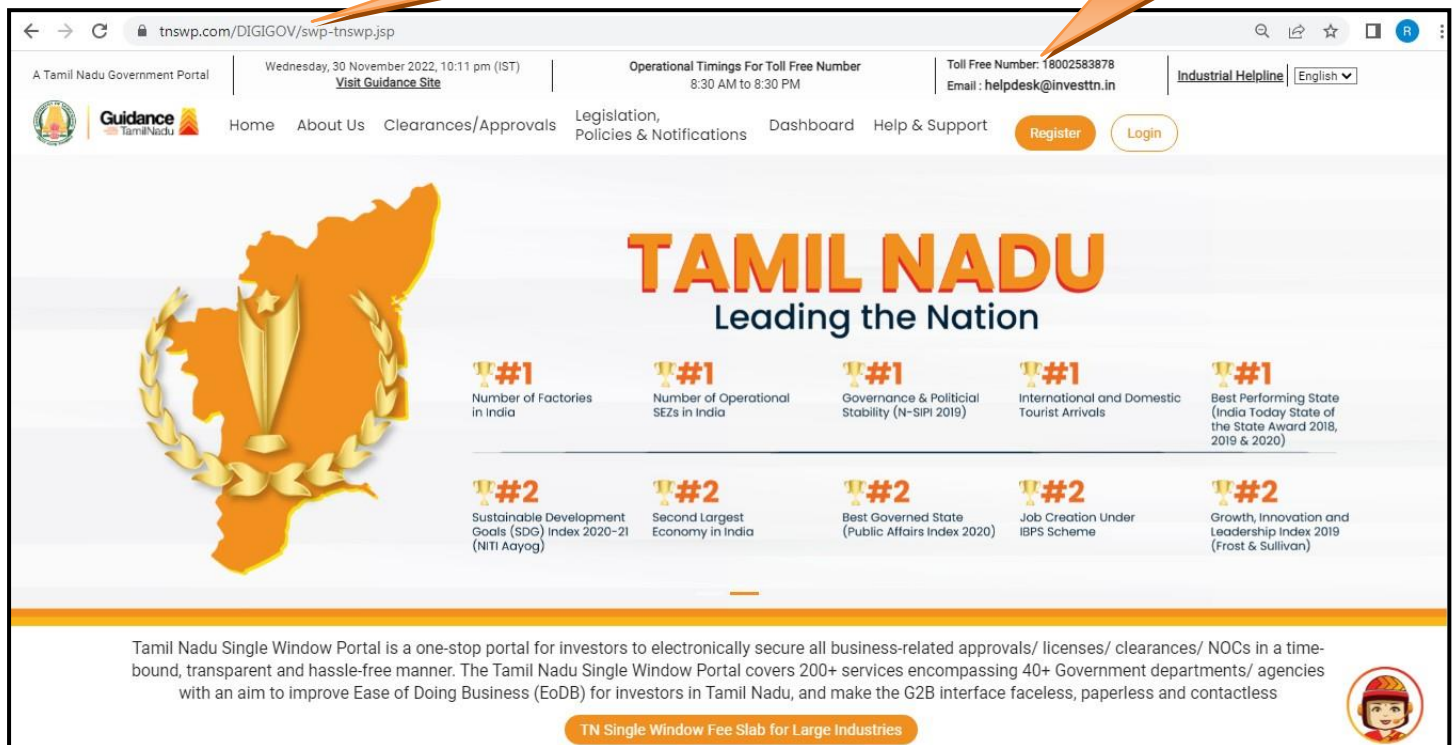 tnswp.com/DIGIGOV/swp-tnswp.jsp
R
A Tamil Nadu Government Portal
Wednesday, 30 November 2022, 10:11 pm (IST)
Visit Guidance Site
Operational Timings For Toll Free Number
8:30 AM to 8:30 PM
Toll Free Number: 18002583878
Email : helpdesk@investtn.in
Industrial Helpline
English
Guidance
TamilNadu
Home
About Us
Clearances/Approvals
Legislation,
Policies & Notifications
Dashboard
Help & Support
Register
Login
TAMIL NADU
Leading the Nation
#1
Number of Factories
in India
#1
Number of Operational
SEZs in India
#1
Governance & Politicial
Stability (N-SIPI 2019)
#1
International and Domestic
Tourist Arrivals
#1
Best Performing State
(India Today State of
the State Award 2018,
2019 & 2020)
#2
Sustainable Development
Goals (SDG) Index 2020-21
(NITI Aayog)
#2
Second Largest
Economy in India
#2
Best Governed State
(Public Affairs Index 2020)
#2
Job Creation Under
IBPS Scheme
#2
Growth, Innovation and
Leadership Index 2019
(Frost & Sullivan)
Tamil Nadu Single Window Portal is a one-stop portal for investors to electronically secure all business-related approvals/ licenses/ clearances/ NOCs in a time-
bound, transparent and hassle-free manner. The Tamil Nadu Single Window Portal covers 200+ services encompassing 40+ Government departments/ agencies
with an aim to improve Ease of Doing Business (EoDB) for investors in Tamil Nadu, and make the G2B interface faceless, paperless and contactless
TN Single Window Fee Slab for Large Industries